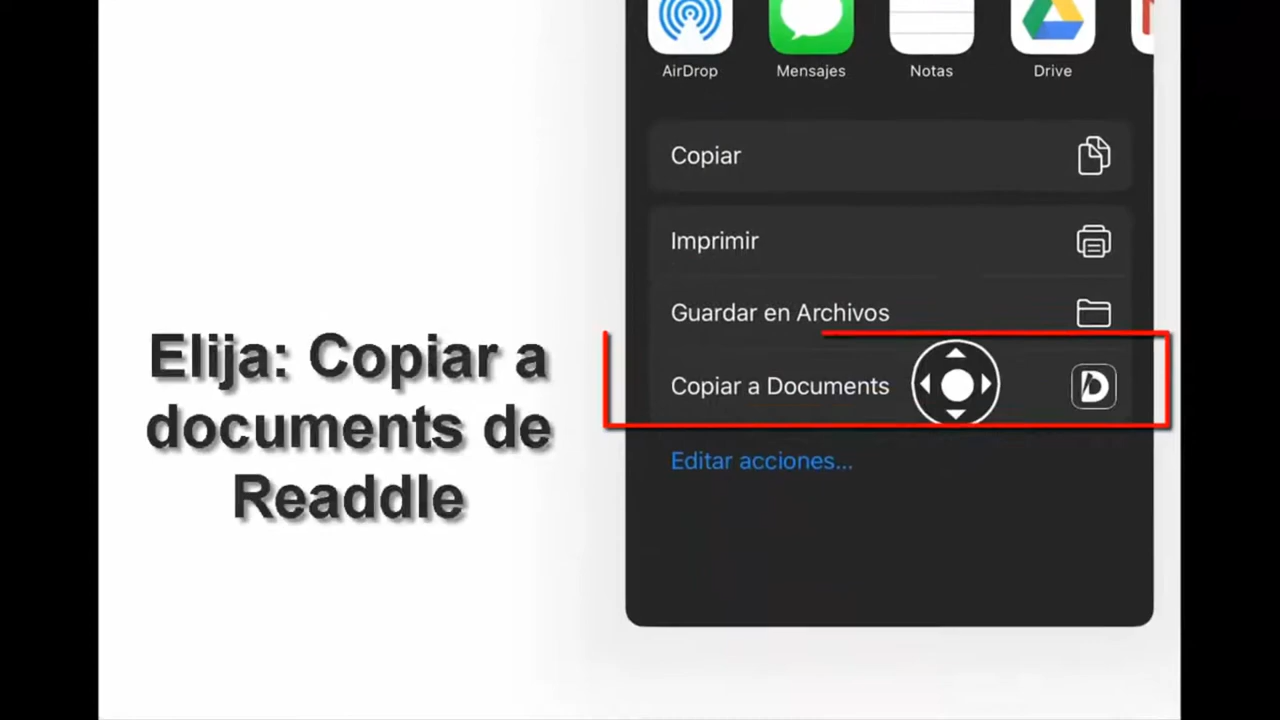 AirDrop
Mensajes
Notas
Drive
Copiar
Imprimir
Guardar en Archivos
Copiar a Documents
Editar acciones...
Elija: Copiar a
documents de
Readdle